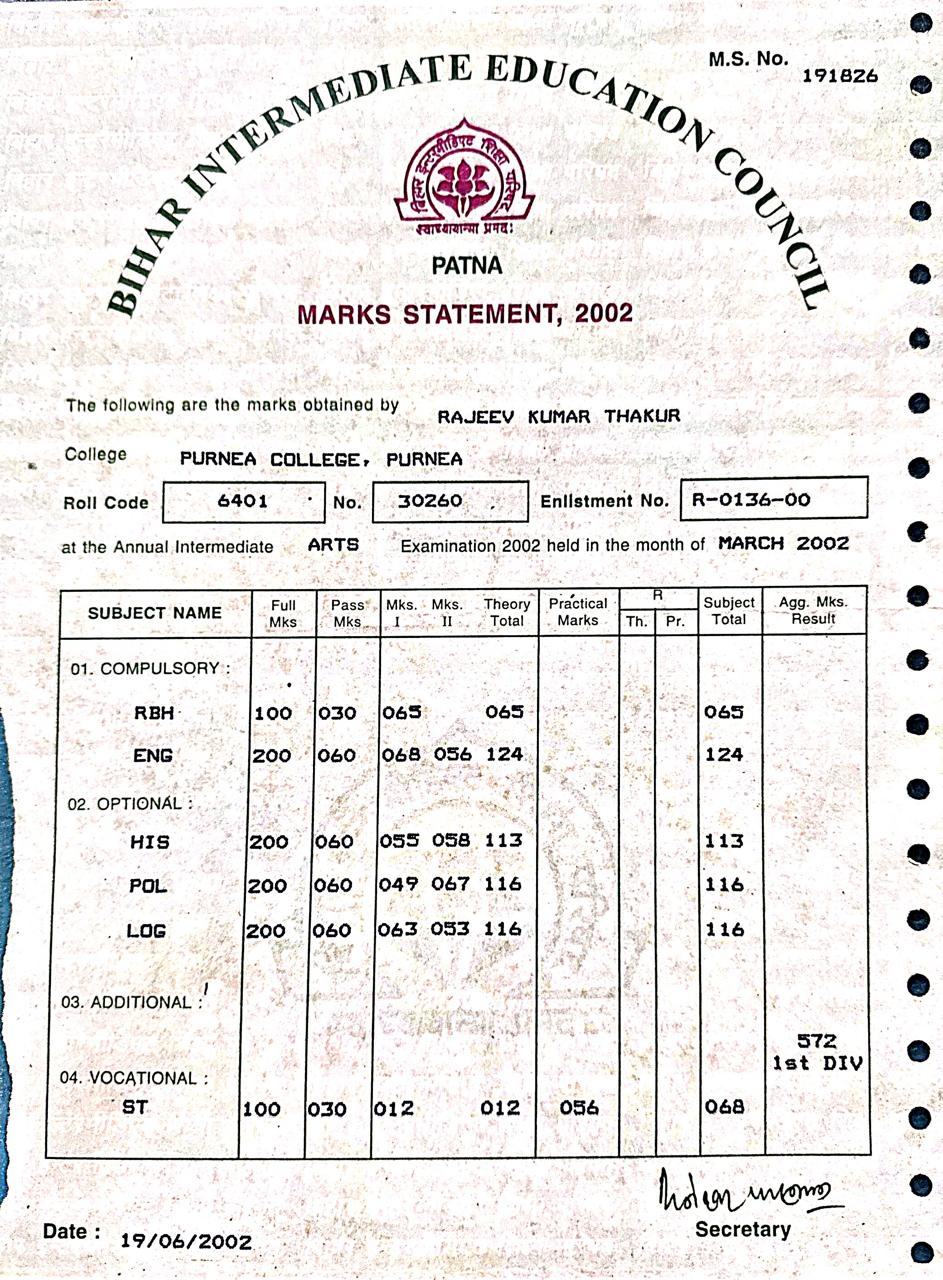 M.S. No.
191826
BIHAR INTERMEDIATE EDUCATION COUNCIL
बिहार इन्टरमीडिएट शिक्षा परिषद्
PATNA
MARKS STATEMENT, 2002
The following are the marks obtained by RAJEEV KUMAR THAKUR
College PURNEA COLLEGE, PURNEA
Roll Code 6401 No. 30260 Enlistment No. R-0136-00
at the Annual Intermediate ARTS Examination 2002 held in the month of MARCH 2002
SUBJECT NAME Full Mks Pass Mks Mks. I Mks. II Theory Total Practical Marks R Th. Pr. Subject Total Agg. Mks. Result
01. COMPULSORY :
RBH 100 030 065 065 065
ENG 200 060 068 056 124 124
02. OPTIONAL :
HIS 200 060 055 058 113 113
POL 200 060 049 067 116 116
LOG 200 060 063 053 116 116
03. ADDITIONAL :
572
1st DIV
04. VOCATIONAL :
ST 100 030 012 012 056 068
Secretary
Date : 19/06/2002